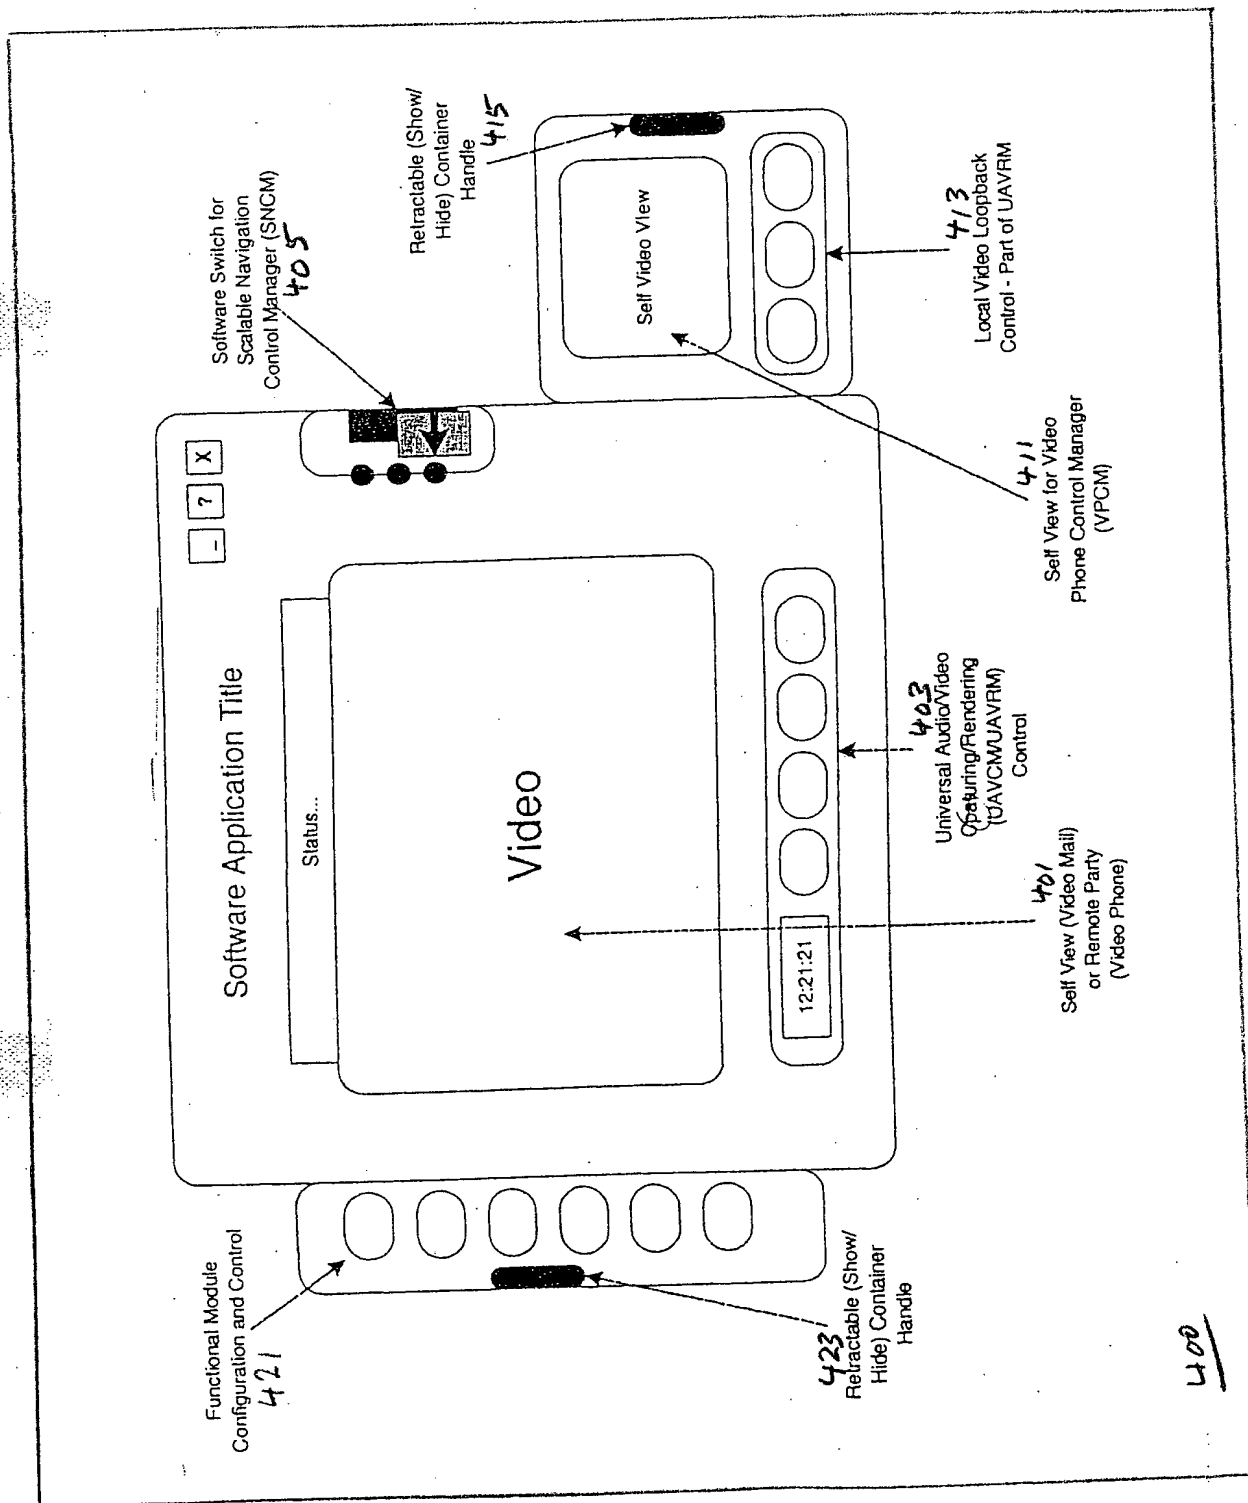 Software Application Title
_ ? X
Status...
Video
12:21:21
Self Video View
Functional Module
Configuration and Control
421
423
Retractable (Show/
Hide) Container
Handle
401
Self View (Video Mail)
or Remote Party
(Video Phone)
403
Universal Audio/Video
Capaturing/Rendering
(UAVCM/UAVRM)
Control
411
Self View for Video
Phone Control Manager
(VPCM)
413
Local Video Loopback
Control - Part of UAVRM
Software Switch for
Scalable Navigation
Control Manager (SNCM)
405
Retractable (Show/
Hide) Container
Handle
415
400